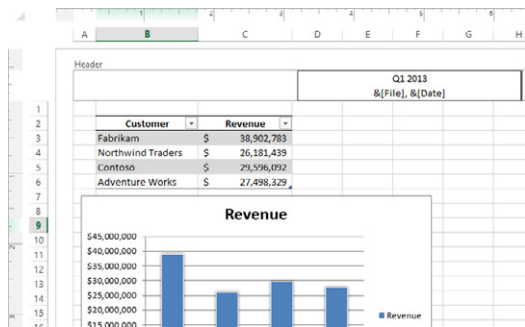 1 2 3 4 5 6
A B C D E F G H
Header
Q1 2013
&[File], &[Date]
1
2 Customer Revenue
3 Fabrikam $ 38,902,783
4 Northwind Traders $ 26,181,439
5 Contoso $ 29,596,092
6 Adventure Works $ 27,498,329
7
8 Revenue
9
10 $45,000,000
11 $40,000,000
12 $35,000,000
$30,000,000
13 $25,000,000
14 $20,000,000
15 $15,000,000 Revenue